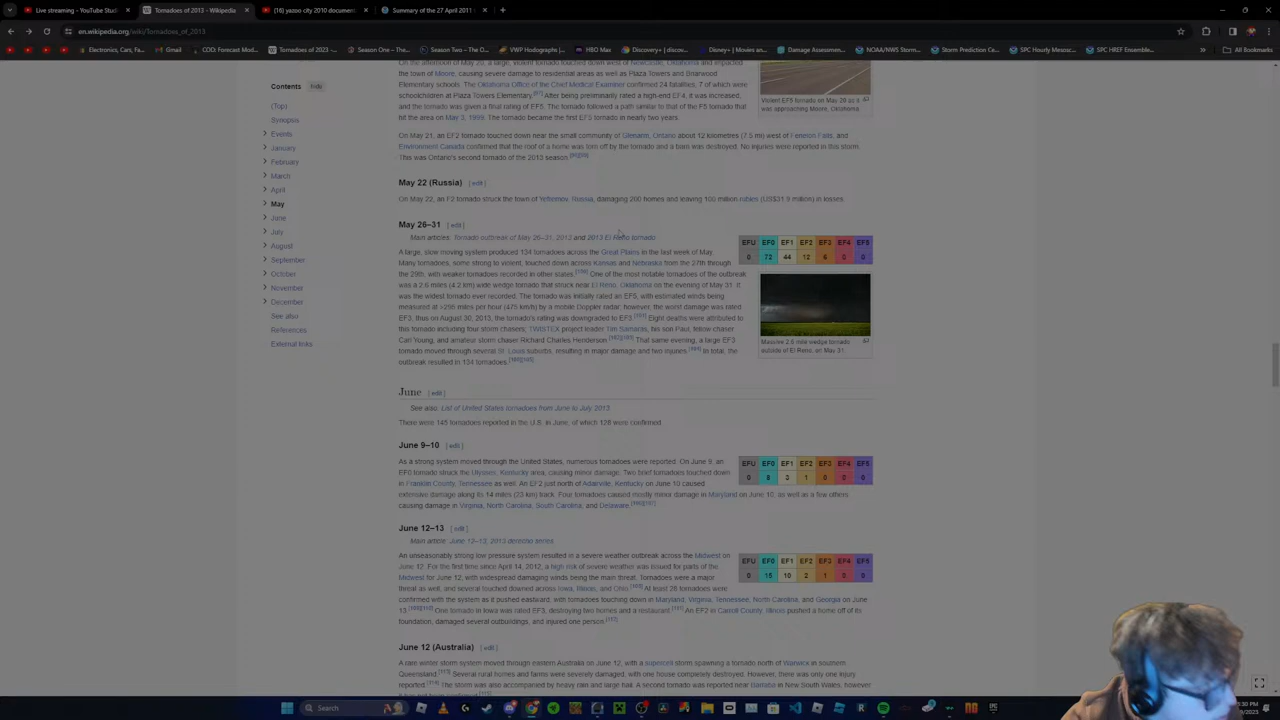 Live streaming - YouTube Stud
Tornadoes of 2013 - Wikipedia
(16) yazoo city 2010 document
Summary of the 27 April 2011
en.wikipedia.org/wiki/Tornadoes_of_2013
Electronics, Cars, Fa...
Gmail
COD: Forecast Mod...
Tornadoes of 2023 -...
Season One – The...
Season Two – The O...
VWP Hodographs |...
HBO Max
Discovery+ | discov...
Disney+ | Movies an...
Damage Assessmen...
NOAA/NWS Storm...
Storm Prediction Ce...
SPC Hourly Mesosc...
SPC HREF Ensemble...
All Bookmarks
Contents hide
(Top)
Synopsis
Events
January
February
March
April
May
June
July
August
September
October
November
December
See also
References
External links
On the afternoon of May 20, a large, violent tornado touched down west of Newcastle, Oklahoma and impacted
the town of Moore, causing severe damage to residential areas as well as Plaza Towers and Briarwood
Elementary schools. The Oklahoma Office of the Chief Medical Examiner confirmed 24 fatalities, 7 of which were
schoolchildren at Plaza Towers Elementary. After being preliminarily rated a high-end EF4, it was increased,
and the tornado was given a final rating of EF5. The tornado followed a path similar to that of the F5 tornado that
hit the area on May 3, 1999. The tornado became the first EF5 tornado in nearly two years.
Violent EF5 tornado on May 20 as it
was approaching Moore, Oklahoma
On May 21, an EF2 tornado touched down near the small community of Glenarm, Ontario about 12 kilometres (7.5 mi) west of Fenelon Falls, and
Environment Canada confirmed that the roof of a home was torn off by the tornado and a barn was destroyed. No injuries were reported in this storm.
This was Ontario's second tornado of the 2013 season.
May 22 (Russia) [ edit ]
On May 22, an F2 tornado struck the town of Yefremov, Russia, damaging 200 homes and leaving 100 million rubles (US$31.9 million) in losses.
May 26–31 [ edit ]
Main articles: Tornado outbreak of May 26–31, 2013 and 2013 El Reno tornado
A large, slow moving system produced 134 tornadoes across the Great Plains in the last week of May.
Many tornadoes, some strong to violent, touched down across Kansas and Nebraska from the 27th through
the 29th, with weaker tornadoes recorded in other states. One of the most notable tornadoes of the outbreak
was a 2.6 miles (4.2 km) wide wedge tornado that struck near El Reno, Oklahoma on the evening of May 31. It
was the widest tornado ever recorded. The tornado was initially rated an EF5, with estimated winds being
measured at >295 miles per hour (475 km/h) by a mobile Doppler radar; however, the worst damage was rated
EF3, thus on August 30, 2013, the tornado's rating was downgraded to EF3. Eight deaths were attributed to
this tornado including four storm chasers; TWISTEX project leader Tim Samaras, his son Paul, fellow chaser
Carl Young, and amateur storm chaser Richard Charles Henderson. That same evening, a large EF3
tornado moved through several St. Louis suburbs, resulting in major damage and two injuries. In total, the
outbreak resulted in 134 tornadoes.
EFU EF0 EF1 EF2 EF3 EF4 EF5
0 72 44 12 6 0 0
Massive 2.6 mile wedge tornado
outside of El Reno, on May 31.
June [ edit ]
See also: List of United States tornadoes from June to July 2013
There were 145 tornadoes reported in the U.S. in June, of which 126 were confirmed.
June 9–10 [ edit ]
As a strong system moved through the United States, numerous tornadoes were reported. On June 9, an
EF0 tornado struck the Ulysses, Kentucky area, causing minor damage. Two brief tornadoes touched down
in Franklin County, Tennessee as well. An EF2 just north of Adairville, Kentucky on June 10 caused
extensive damage along its 14 miles (23 km) track. Four tornadoes caused mostly minor damage in Maryland on June 10, as well as a few others
causing damage in Virginia, North Carolina, South Carolina, and Delaware.
EFU EF0 EF1 EF2 EF3 EF4 EF5
0 8 3 1 0 0 0
June 12–13 [ edit ]
Main article: June 12–13, 2013 derecho series
An unseasonably strong low pressure system resulted in a severe weather outbreak across the Midwest on
June 12. For the first time since April 14, 2012, a high risk of severe weather was issued for parts of the
Midwest for June 12, with widespread damaging winds being the main threat. Tornadoes were a major
threat as well, and several touched down across Iowa, Illinois, and Ohio. At least 28 tornadoes were
confirmed with the system as it pushed eastward, with tornadoes touching down in Maryland, Virginia, Tennessee, North Carolina, and Georgia on June
13. One tornado in Iowa was rated EF3, destroying two homes and a restaurant. An EF2 in Carroll County, Illinois pushed a home off of its
foundation, damaged several outbuildings, and injured one person.
EFU EF0 EF1 EF2 EF3 EF4 EF5
0 15 10 2 1 0 0
June 12 (Australia) [ edit ]
A rare winter storm system moved through eastern Australia on June 12, with a supercell storm spawning a tornado north of Warwick in southern
Queensland. Several rural homes and farms were severely damaged, with one house completely destroyed. However, there was only one injury
reported. The storm was also accompanied by heavy rain and large hail. A second tornado was reported near Barraba in New South Wales, however
Search